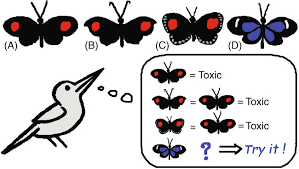 (A) (B) (C) (D)
= Toxic
= = Toxic
≈ = Toxic
? ⇒ Try it !